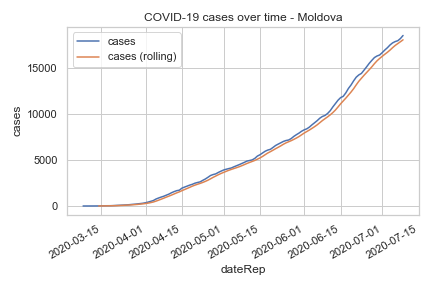 COVID-19 cases over time - Moldova
cases
cases (rolling)
15000
10000
5000
0
cases
2020-03-15
2020-04-01
2020-04-15
2020-05-01
2020-05-15
2020-06-01
2020-06-15
2020-07-01
2020-07-15
dateRep